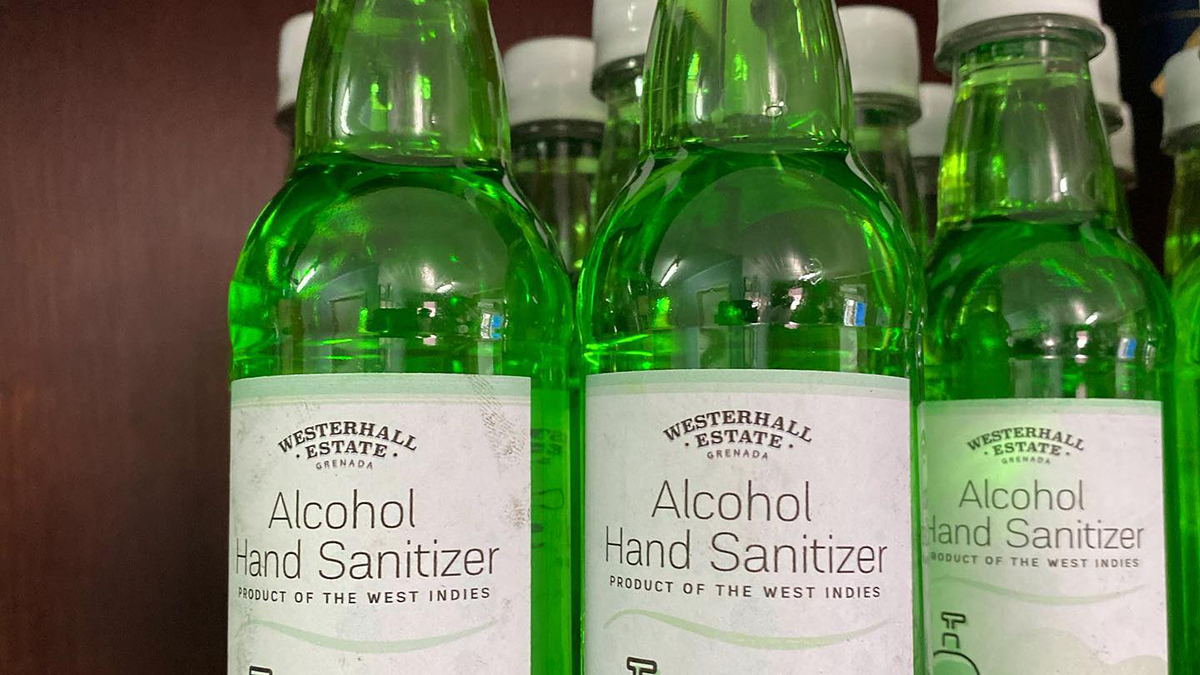 WESTERHALL
· ESTATE ·
GRENADA
Alcohol
Hand Sanitizer
PRODUCT OF THE WEST INDIES
WESTERHALL
· ESTATE ·
GRENADA
Alcohol
Hand Sanitizer
PRODUCT OF THE WEST INDIES
WESTERHALL
· ESTATE ·
GRENADA
Alcohol
Hand Sanitizer
PRODUCT OF THE WEST INDIES